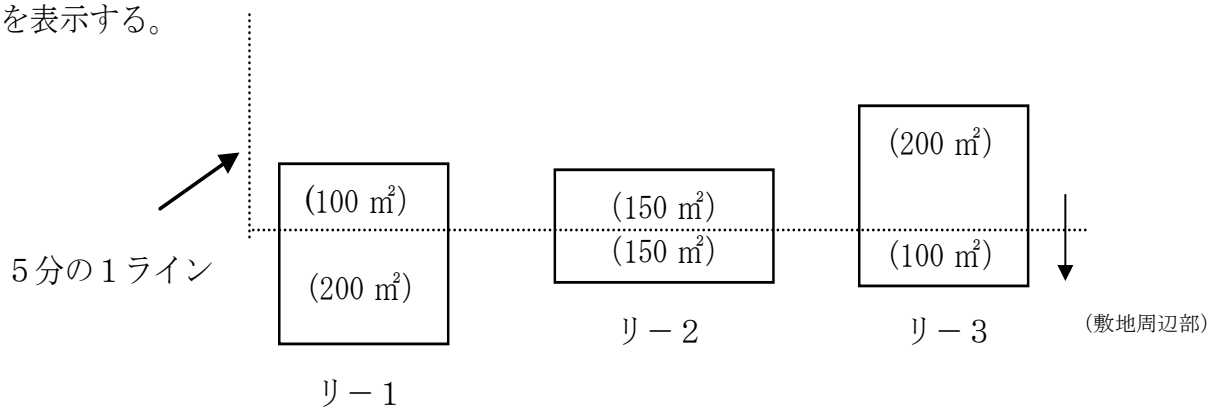 を表示する。
(200 ㎡)
(100 ㎡)
(150 ㎡)
(150 ㎡)
5分の1ライン
(100 ㎡)
(200 ㎡)
リ－2
リ－3
(敷地周辺部)
リ－1